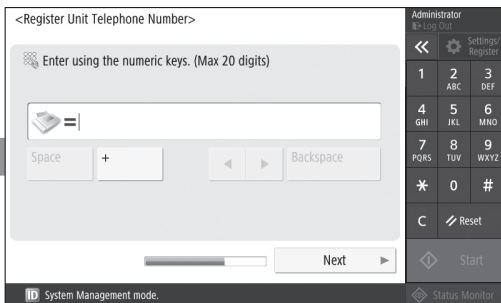 <Register Unit Telephone Number>
Enter using the numeric keys. (Max 20 digits)
=
Space + ◀ ▶ Backspace
Next ▶
ID System Management mode.
Administrator
Log Out
Settings/
Register
1 2 3
ABC DEF
4 5 6
GHI JKL MNO
7 8 9
PQRS TUV WXYZ
* 0 #
C Reset
Start
Status Monitor